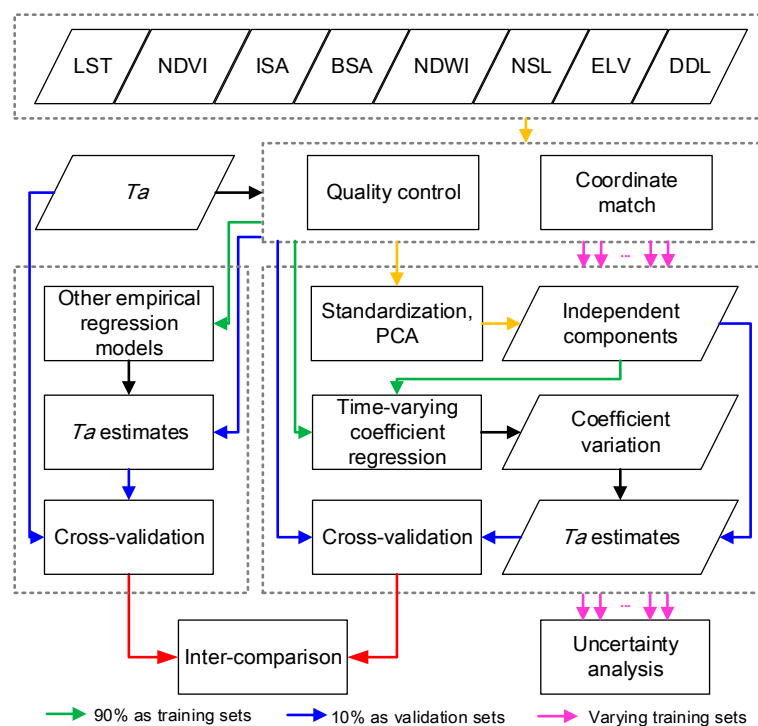 LST NDVI ISA BSA NDWI NSL ELV DDL
Ta
Quality control
Coordinate
match
...
Other empirical
regression
models
Standardization,
PCA
Independent
components
Ta estimates
Time-varying
coefficient
regression
Coefficient
variation
Cross-validation
Cross-validation
Ta estimates
...
Inter-comparison
Uncertainty
analysis
90% as training sets 10% as validation sets Varying training sets